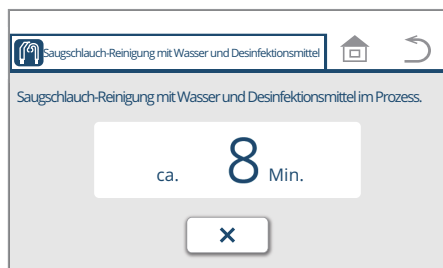 Saugschlauch-Reinigung mit Wasser und Desinfektionsmittel
Saugschlauch-Reinigung mit Wasser und Desinfektionsmittel im Prozess.
ca. 8 Min.